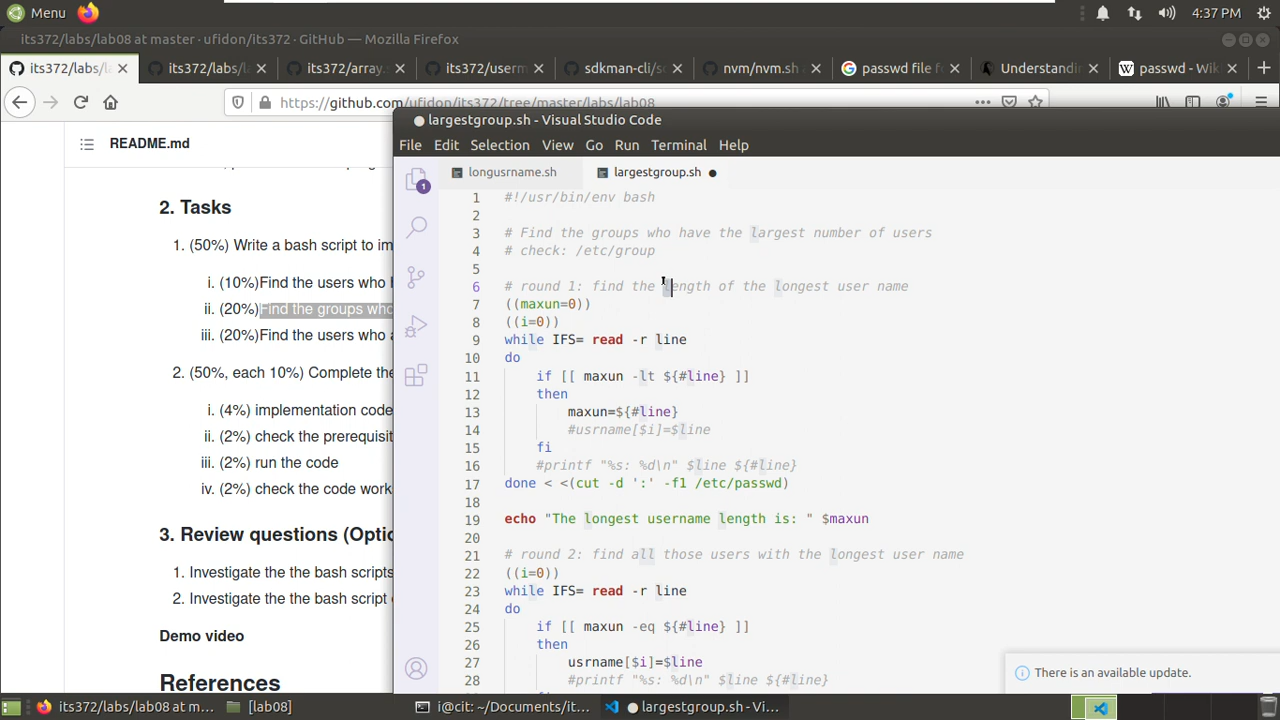 Menu
4:37 PM
its372/labs/lab08 at master · ufidon/its372 · GitHub — Mozilla Firefox
its372/labs/l
its372/labs/l
its372/array.
its372/userm
sdkman-cli/s
nvm/nvm.sh
passwd file f
Understandin
passwd - Wik
https://github.com/ufidon/its372/tree/master/labs/lab08
README.md
2. Tasks
1. (50%) Write a bash script to im
i. (10%)Find the users who
ii. (20%)Find the groups who
iii. (20%)Find the users who a
2. (50%, each 10%) Complete the
i. (4%) implementation code
ii. (2%) check the prerequisit
iii. (2%) run the code
iv. (2%) check the code work
3. Review questions (Optio
1. Investigate the the bash scripts
2. Investigate the the bash script
Demo video
References
largestgroup.sh - Visual Studio Code
File Edit Selection View Go Run Terminal Help
longusrname.sh
largestgroup.sh
1
1 #!/usr/bin/env bash
2
3 # Find the groups who have the largest number of users
4 # check: /etc/group
5
6 # round 1: find the length of the longest user name
7 ((maxun=0))
8 ((i=0))
9 while IFS= read -r line
10 do
11 if [[ maxun -lt ${#line} ]]
12 then
13 maxun=${#line}
14 #usrname[$i]=$line
15 fi
16 #printf "%s: %d\n" $line ${#line}
17 done < <(cut -d ':' -f1 /etc/passwd)
18
19 echo "The longest username length is: " $maxun
20
21 # round 2: find all those users with the longest user name
22 ((i=0))
23 while IFS= read -r line
24 do
25 if [[ maxun -eq ${#line} ]]
26 then
27 usrname[$i]=$line
28 #printf "%s: %d\n" $line ${#line}
There is an available update.
its372/labs/lab08 at m...
[lab08]
i@cit: ~/Documents/it...
largestgroup.sh - Vi...